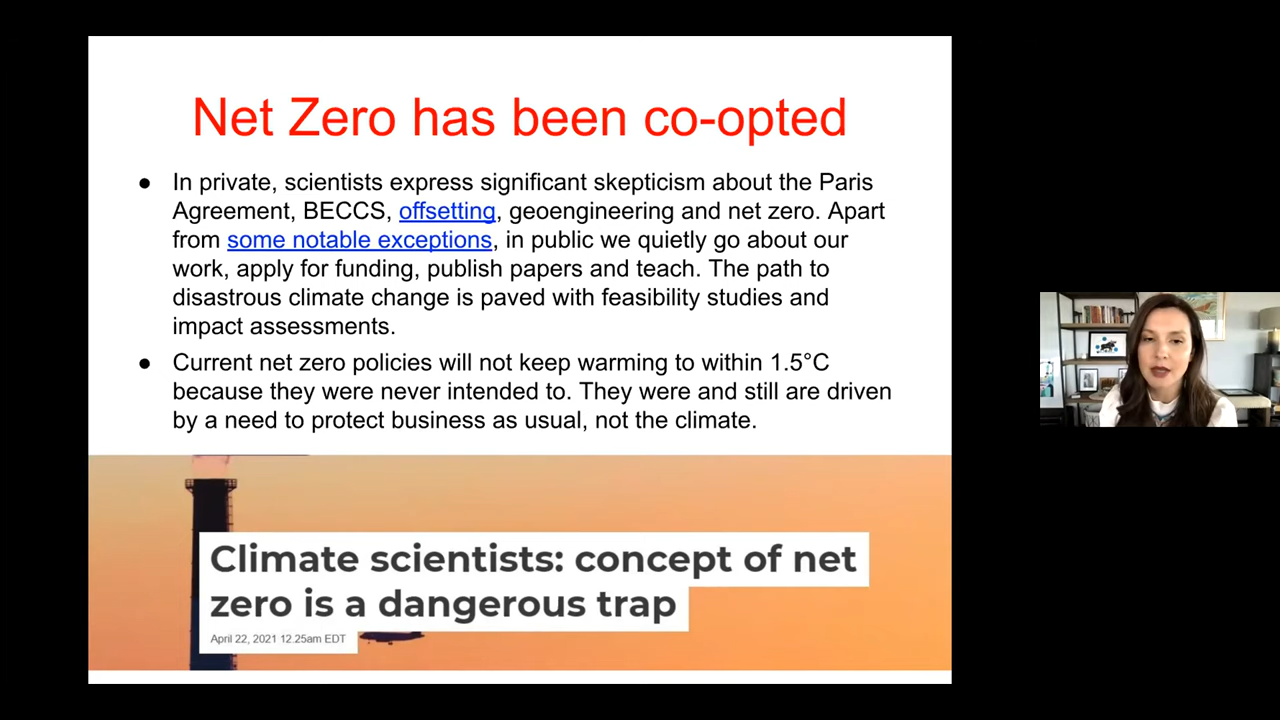 Net Zero has been co-opted
● In private, scientists express significant skepticism about the Paris
Agreement, BECCS, offsetting, geoengineering and net zero. Apart
from some notable exceptions, in public we quietly go about our
work, apply for funding, publish papers and teach. The path to
disastrous climate change is paved with feasibility studies and
impact assessments.
● Current net zero policies will not keep warming to within 1.5°C
because they were never intended to. They were and still are driven
by a need to protect business as usual, not the climate.
Climate scientists: concept of net
zero is a dangerous trap
April 22, 2021 12.25am EDT